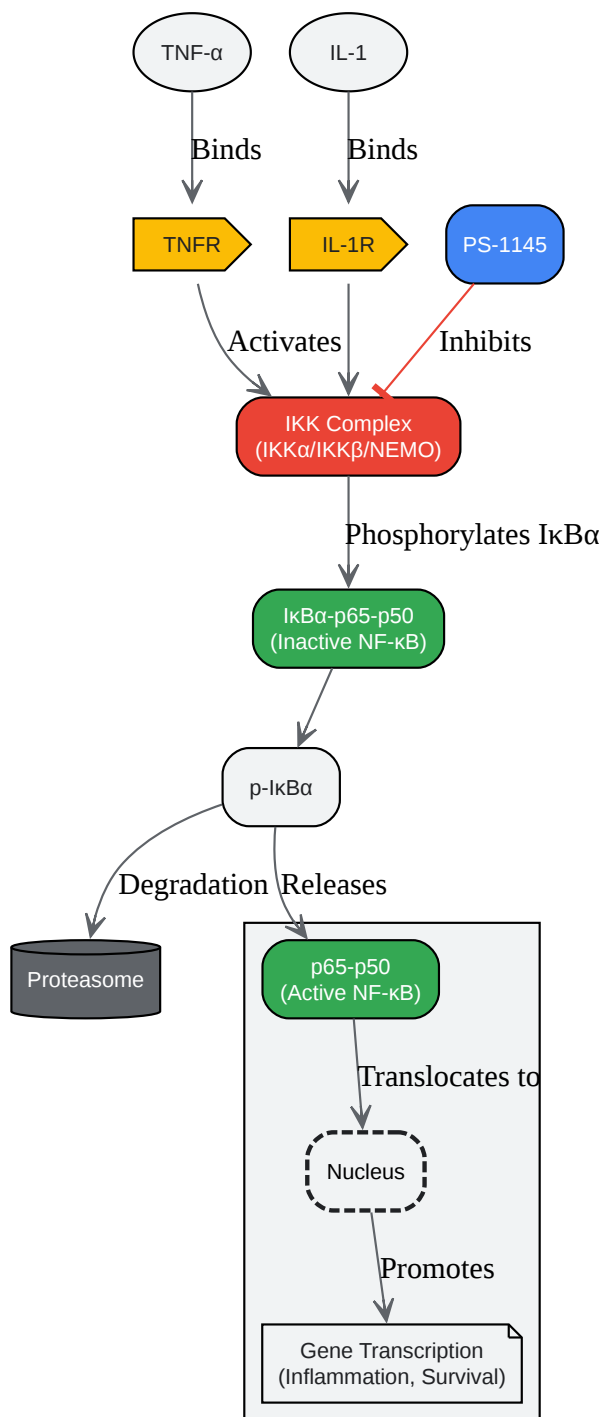 TNF-α
IL-1
Binds
Binds
TNFR
IL-1R
PS-1145
Activates
Inhibits
IKK Complex
(IKKα/IKKβ/NEMO)
Phosphorylates IκBα
IκBα-p65-p50
(Inactive NF-κB)
p-IκBα
Degradation
Releases
Proteasome
p65-p50
(Active NF-κB)
Translocates to
Nucleus
Promotes
Gene Transcription
(Inflammation, Survival)